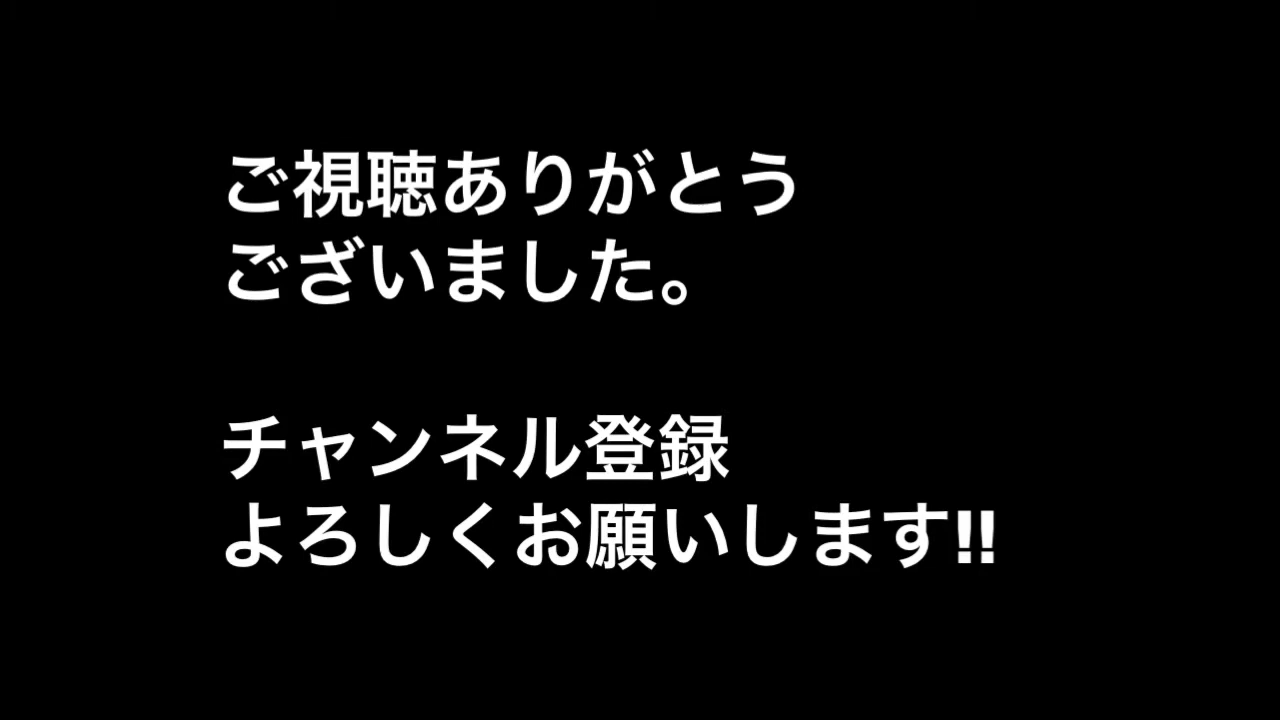 ご視聴ありがとう
ございました。
チャンネル登録
よろしくお願いします!!